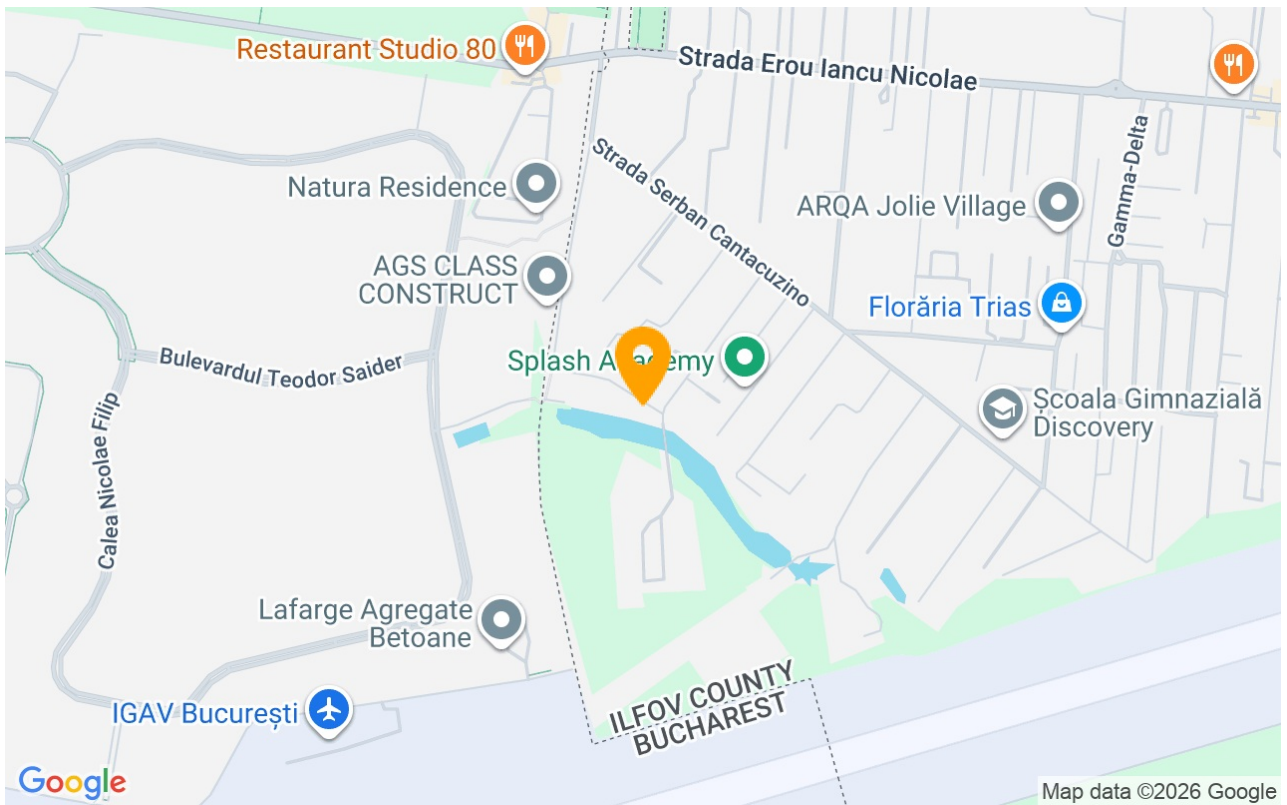 Restaurant Studio 80
Strada Erou Iancu Nicolae
Strada Serban Cantacuzino
Gamma-Delta
Natura Residence
ARQA Jolie Village
AGS CLASS
CONSTRUCT
Florăria Trias
Bulevardul Teodor Saider
Splash Academy
Școala Gimnazială
Discovery
Calea Nicolae Filip
Lafarge Agregate
Betoane
ILFOV COUNTY
BUCHAREST
IGAV București
Google
Map data ©2026 Google